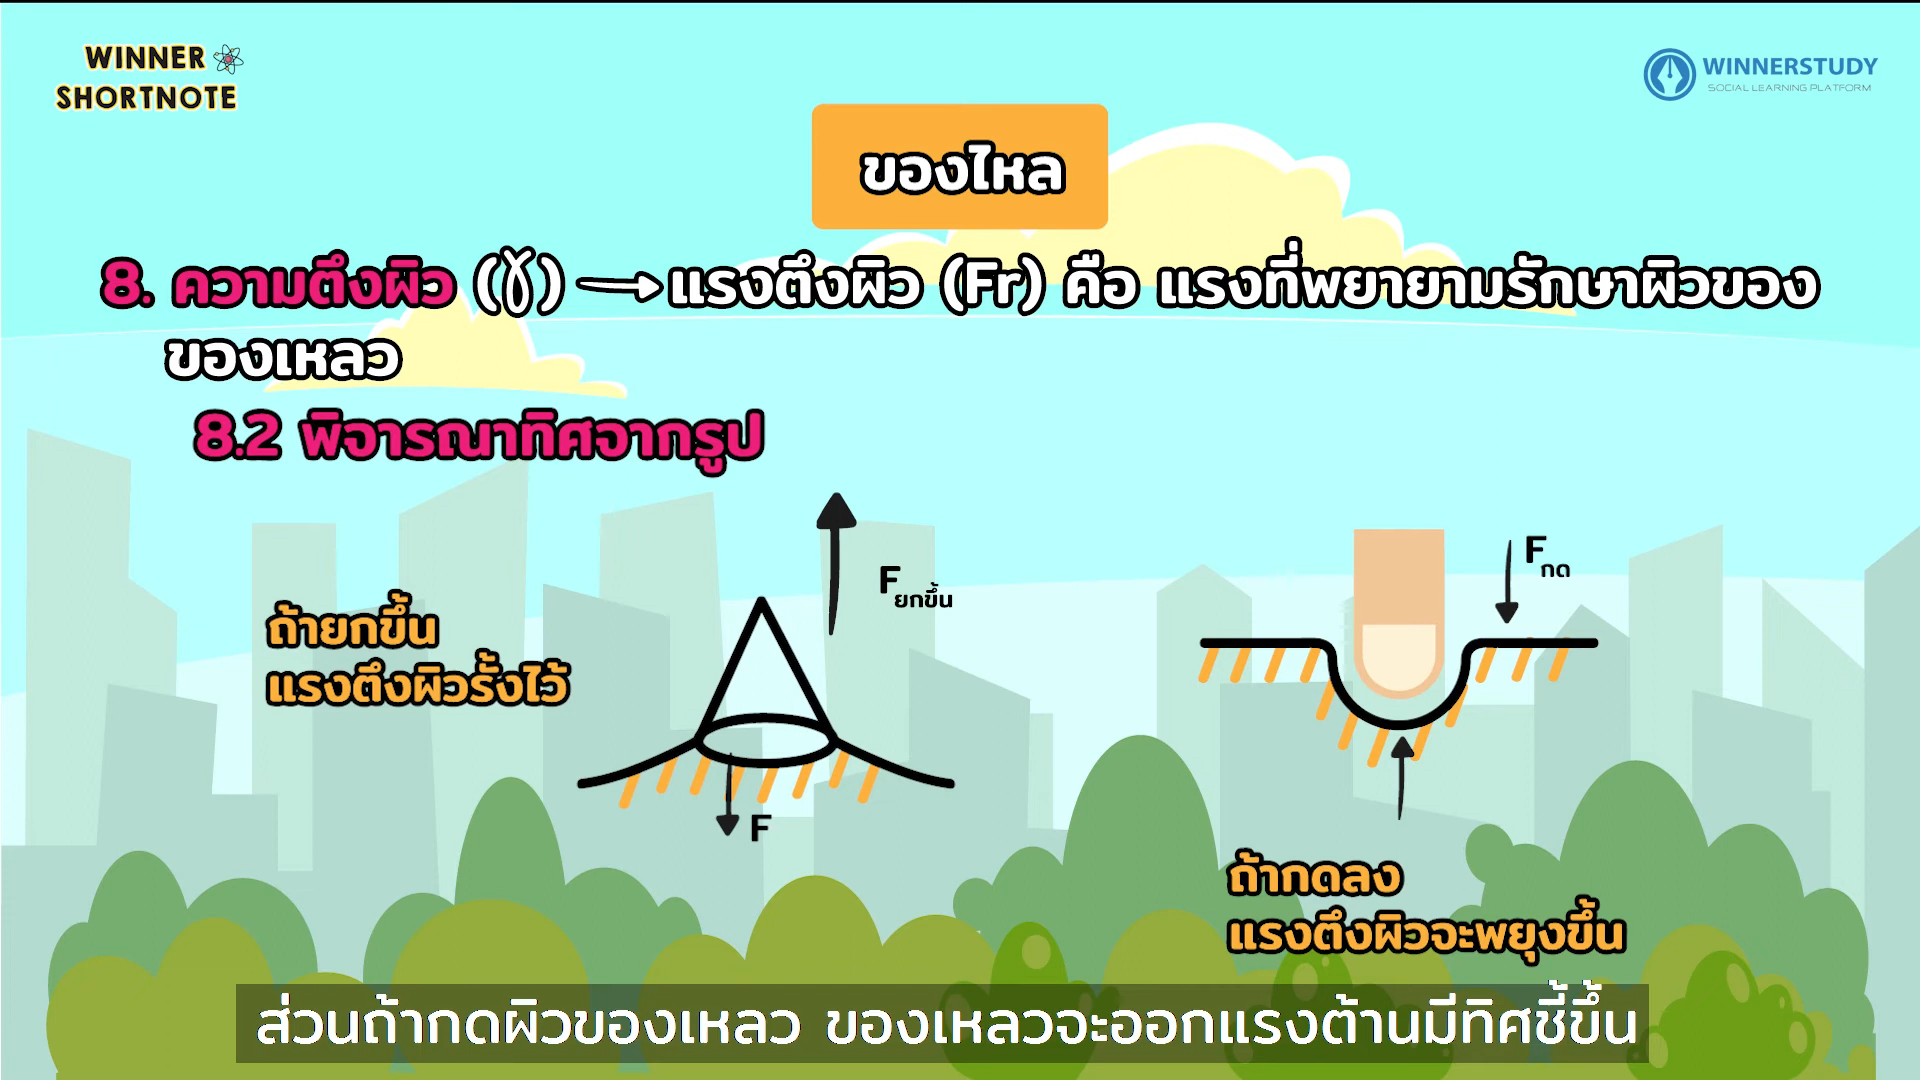 WINNER
SHORTNOTE
WINNERSTUDY
SOCIAL LEARNING PLATFORM
ของไหล
8. ความตึงผิว (ɣ) → แรงตึงผิว (Fr) คือ แรงที่พยายามรักษาผิวของ
ของเหลว
8.2 พิจารณาทิศจากรูป
Fยกขึ้น
Fกด
ถ้ายกขึ้น
แรงตึงผิวรั้งไว้
F
ถ้ากดลง
แรงตึงผิวจะพยุงขึ้น
ส่วนถ้ากดผิวของเหลว ของเหลวจะออกแรงต้านมีทิศชี้ขึ้น